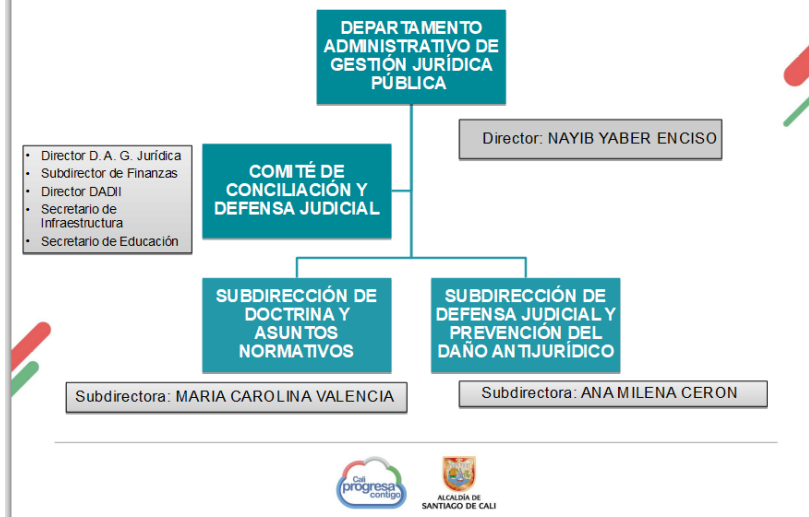 DEPARTAMENTO
ADMINISTRATIVO DE
GESTIÓN JURÍDICA
PÚBLICA
Director: NAYIB YABER ENCISO
• Director D. A. G. Jurídica
• Subdirector de Finanzas
• Director DADII
• Secretario de
Infraestructura
• Secretario de Educación
COMITÉ DE
CONCILIACIÓN Y
DEFENSA JUDICIAL
SUBDIRECCIÓN DE
DOCTRINA Y
ASUNTOS
NORMATIVOS
SUBDIRECCIÓN DE
DEFENSA JUDICIAL Y
PREVENCIÓN DEL
DAÑO ANTIJURÍDICO
Subdirectora: MARIA CAROLINA VALENCIA
Subdirectora: ANA MILENA CERON
Cali
progresa
contigo
ALCALDÍA DE
SANTIAGO DE CALI